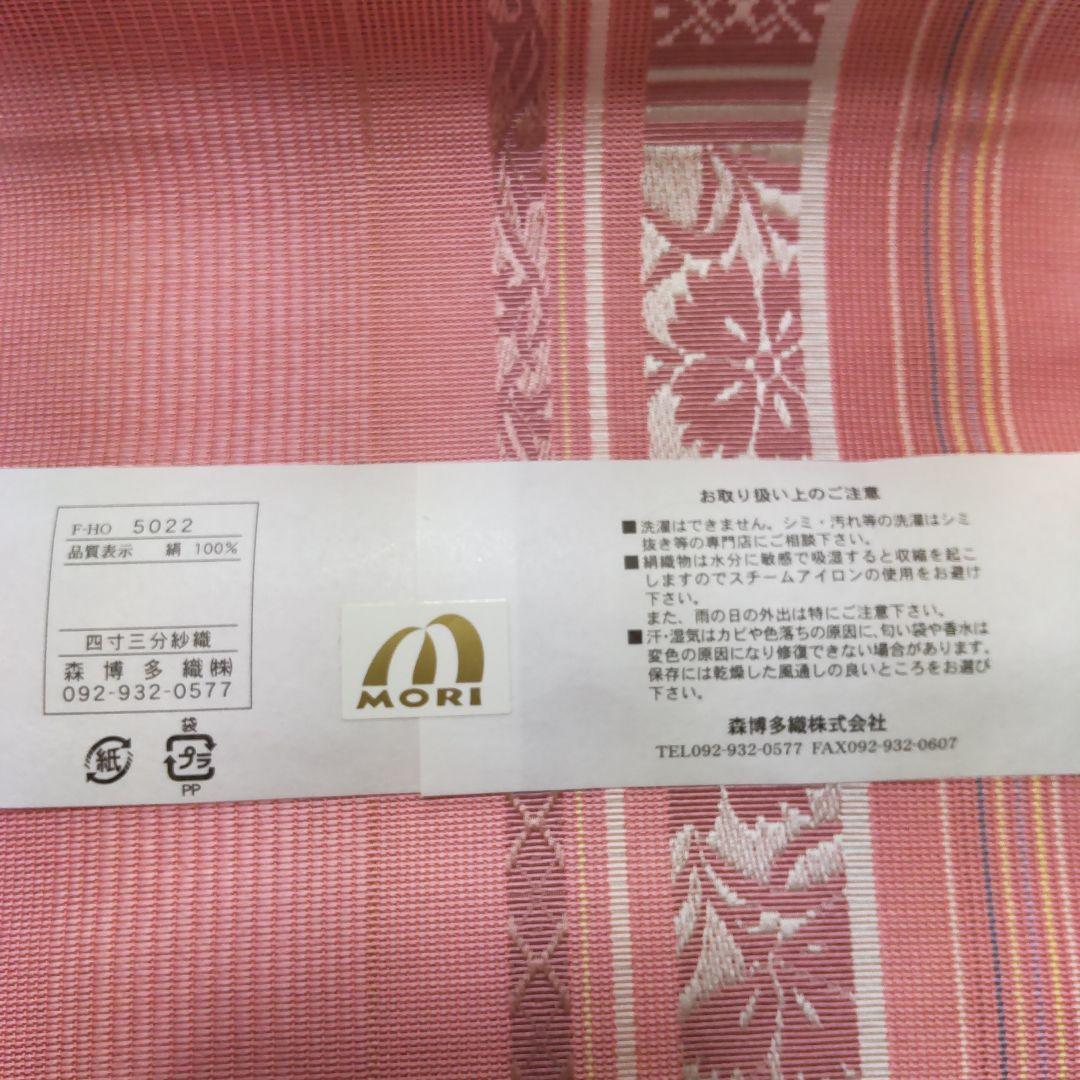 F-HO 5022
品質表示 絹 100%
四寸三分紗織
森博多織㈱
092-932-0577
紙
袋
プラ
PP
MORI
お取り扱い上のご注意
■洗濯はできません。シミ・汚れ等の洗濯はシミ
抜き等の専門店にご相談下さい。
■絹織物は水分に敏感で吸湿すると収縮を起こ
しますのでスチームアイロンの使用をお避け
下さい。
また、雨の日の外出は特にご注意下さい。
■汗・湿気はカビや色落ちの原因に、匂い袋や香水は
変色の原因になり修復できない場合があります。
保存には乾燥した風通しの良いところをお選び
下さい。
森博多織株式会社
TEL092-932-0577 FAX092-932-0607